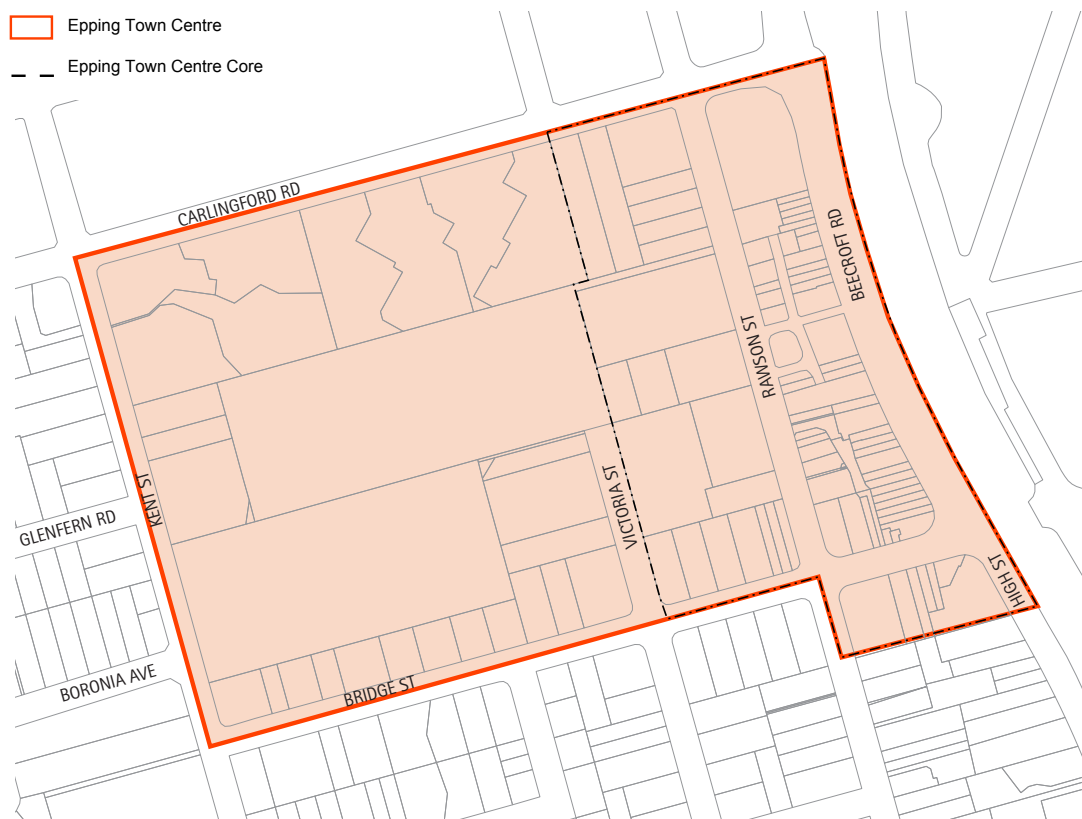 Epping Town Centre
Epping Town Centre Core
CARLINGFORD RD
BEECROFT RD
RAWSON ST
KENT ST
VICTORIA ST
GLENFERN RD
HIGH ST
BORONIA AVE
BRIDGE ST